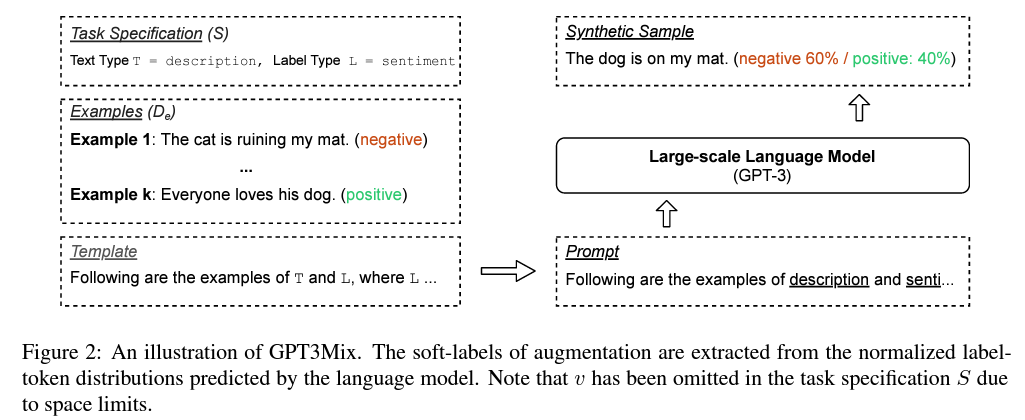 Task Specification (S)
Text Type T = description, Label Type L = sentiment
Examples (Dₑ)
Example 1: The cat is ruining my mat. (negative)
...
Example k: Everyone loves his dog. (positive)
Template
Following are the examples of T and L, where L ...
Synthetic Sample
The dog is on my mat. (negative 60% / positive: 40%)
Large-scale Language Model
(GPT-3)
Prompt
Following are the examples of description and senti...
Figure 2: An illustration of GPT3Mix. The soft-labels of augmentation are extracted from the normalized label-
token distributions predicted by the language model. Note that v has been omitted in the task specification S due
to space limits.